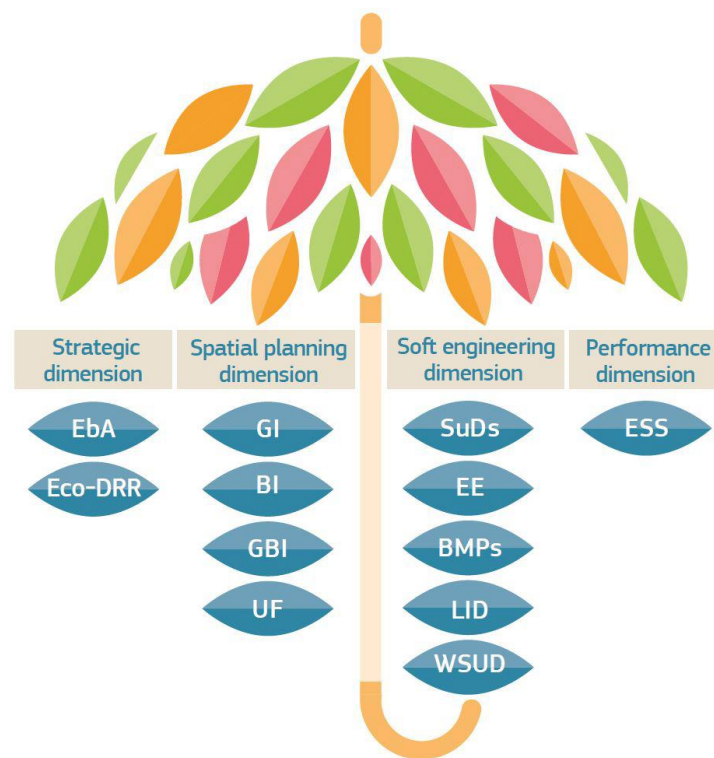 Strategic
dimension
Spatial planning
dimension
Soft engineering
dimension
Performance
dimension
EbA
Eco-DRR
GI
BI
GBI
UF
SuDs
EE
BMPs
LID
WSUD
ESS